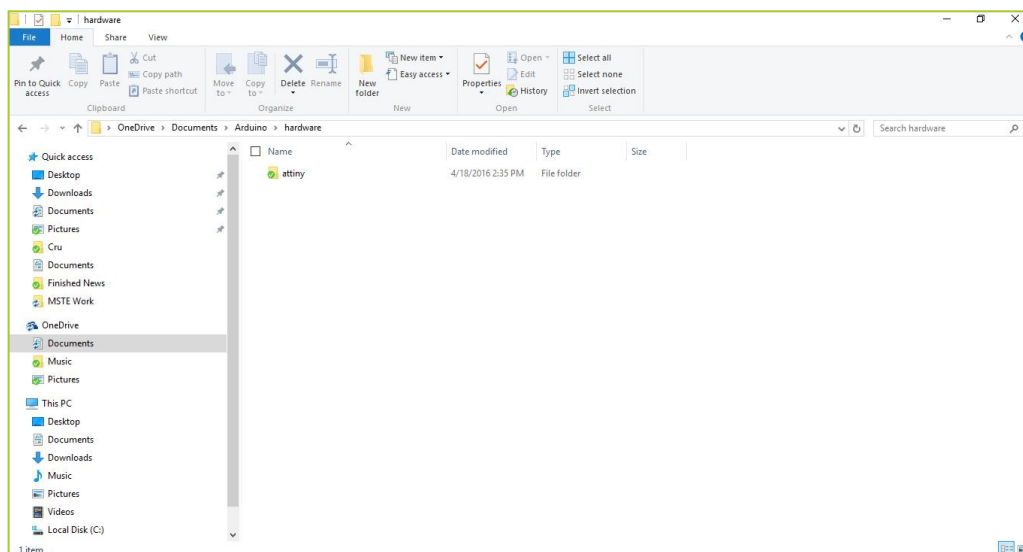 hardware
File Home Share View
Pin to Quick access
Copy
Paste
Cut
Copy path
Paste shortcut
Clipboard
Move to
Copy to
Delete
Rename
Organize
New folder
New item
Easy access
New
Properties
Open
Edit
History
Open
Select all
Select none
Invert selection
Select
> OneDrive > Documents > Arduino > hardware
Search hardware
Quick access
Desktop
Downloads
Documents
Pictures
Cru
Documents
Finished News
MSTE Work
OneDrive
Documents
Music
Pictures
This PC
Desktop
Documents
Downloads
Music
Pictures
Videos
Local Disk (C:)
Name Date modified Type Size
attiny 4/18/2016 2:35 PM File folder
1 item